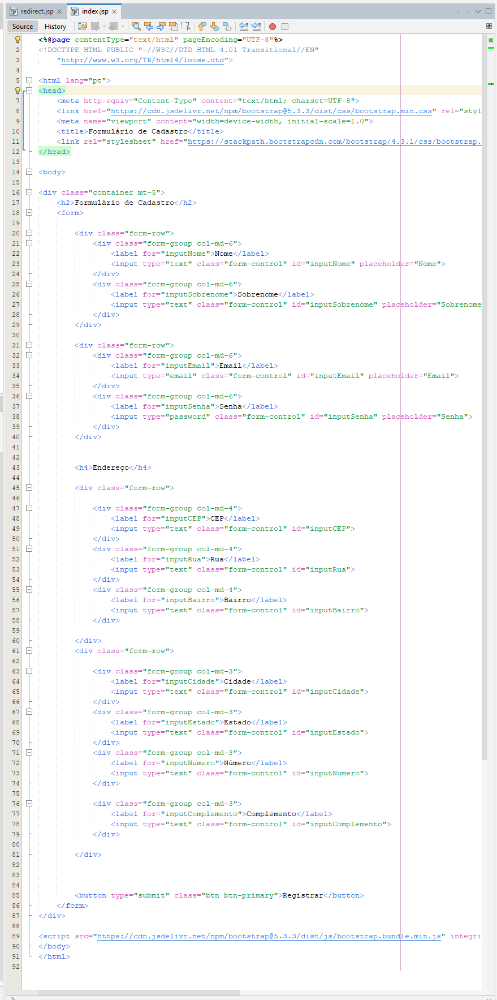 redirect.jsp index.jsp
Source History
<%@page contentType="text/html" pageEncoding="UTF-8"%>
2 <!DOCTYPE HTML PUBLIC "-//W3C//DTD HTML 4.01 Transitional//EN"
3 "http://www.w3.org/TR/html4/loose.dtd">
4
5 <html lang="pt">
<head>
7 <meta http-equiv="Content-Type" content="text/html; charset=UTF-8">
8 <link href="https://cdn.jsdelivr.net/npm/bootstrap@5.3.3/dist/css/bootstrap.min.css" rel="styl
9 <meta name="viewport" content="width=device-width, initial-scale=1.0">
10 <title>Formulário de Cadastro</title>
11 <link rel="stylesheet" href="https://stackpath.bootstrapcdn.com/bootstrap/4.3.1/css/bootstrap.
12 </head>
13
14 <body>
15
16 <div class="container mt-5">
17 <h2>Formulário de Cadastro</h2>
18 <form>
19
20 <div class="form-row">
21 <div class="form-group col-md-6">
22 <label for="inputNome">Nome</label>
23 <input type="text" class="form-control" id="inputNome" placeholder="Nome">
24 </div>
25 <div class="form-group col-md-6">
26 <label for="inputSobrenome">Sobrenome</label>
27 <input type="text" class="form-control" id="inputSobrenome" placeholder="Sobrenome
28 </div>
29 </div>
30
31 <div class="form-row">
32 <div class="form-group col-md-6">
33 <label for="inputEmail">Email</label>
34 <input type="email" class="form-control" id="inputEmail" placeholder="Email">
35 </div>
36 <div class="form-group col-md-6">
37 <label for="inputSenha">Senha</label>
38 <input type="password" class="form-control" id="inputSenha" placeholder="Senha">
39 </div>
40 </div>
41
42
43 <h4>Endereço</h4>
44
45 <div class="form-row">
46
47 <div class="form-group col-md-4">
48 <label for="inputCEP">CEP</label>
49 <input type="text" class="form-control" id="inputCEP">
50 </div>
51 <div class="form-group col-md-4">
52 <label for="inputRua">Rua</label>
53 <input type="text" class="form-control" id="inputRua">
54 </div>
55 <div class="form-group col-md-4">
56 <label for="inputBairro">Bairro</label>
57 <input type="text" class="form-control" id="inputBairro">
58 </div>
59
60 </div>
61 <div class="form-row">
62
63 <div class="form-group col-md-3">
64 <label for="inputCidade">Cidade</label>
65 <input type="text" class="form-control" id="inputCidade">
66 </div>
67 <div class="form-group col-md-3">
68 <label for="inputEstado">Estado</label>
69 <input type="text" class="form-control" id="inputEstado">
70 </div>
71 <div class="form-group col-md-3">
72 <label for="inputNumero">Número</label>
73 <input type="text" class="form-control" id="inputNumero">
74 </div>
75
76 <div class="form-group col-md-3">
77 <label for="inputComplemento">Complemento</label>
78 <input type="text" class="form-control" id="inputComplemento">
79 </div>
80
81 </div>
82
83
84
85 <button type="submit" class="btn btn-primary">Registrar</button>
86 </form>
87 </div>
88
89 <script src="https://cdn.jsdelivr.net/npm/bootstrap@5.3.3/dist/js/bootstrap.bundle.min.js" integri
90 </body>
91 </html>
92